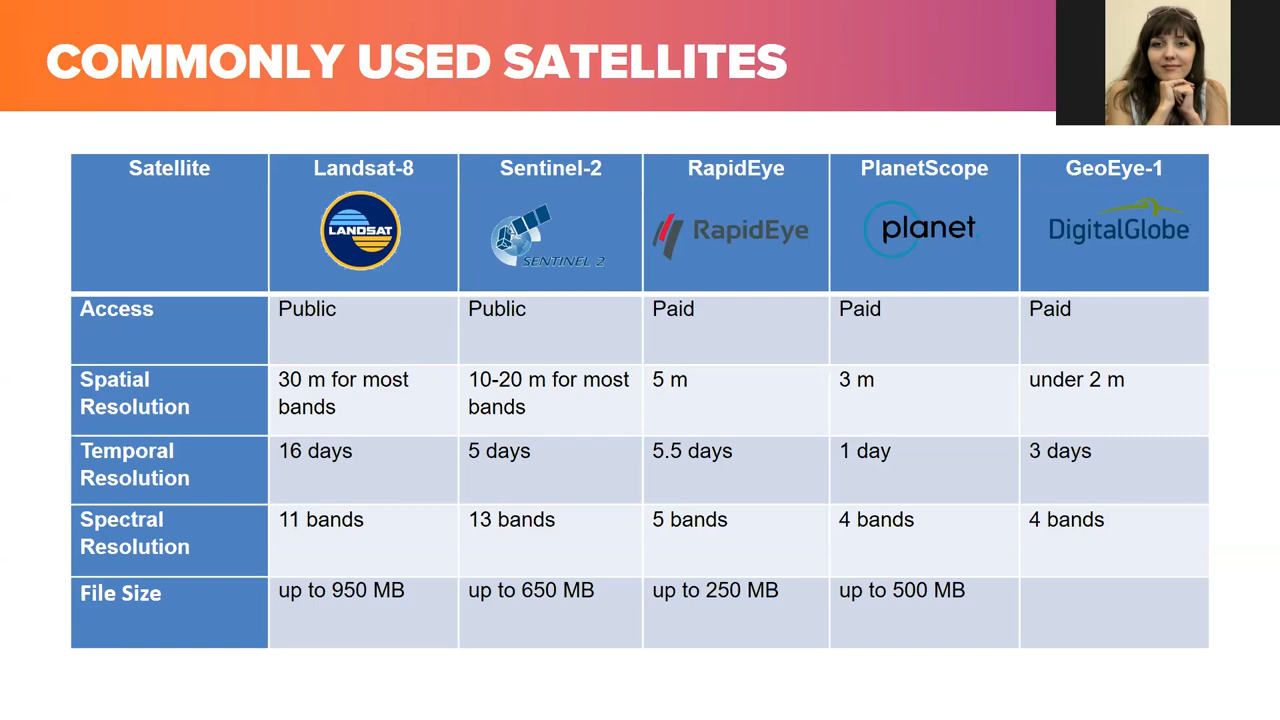 COMMONLY USED SATELLITES
Satellite
Landsat-8
Sentinel-2
RapidEye
PlanetScope
GeoEye-1
LANDSAT
SENTINEL 2
RapidEye
planet
DigitalGlobe
Access
Public
Public
Paid
Paid
Paid
Spatial
Resolution
30 m for most
bands
10-20 m for most
bands
5 m
3 m
under 2 m
Temporal
Resolution
16 days
5 days
5.5 days
1 day
3 days
Spectral
Resolution
11 bands
13 bands
5 bands
4 bands
4 bands
File Size
up to 950 MB
up to 650 MB
up to 250 MB
up to 500 MB